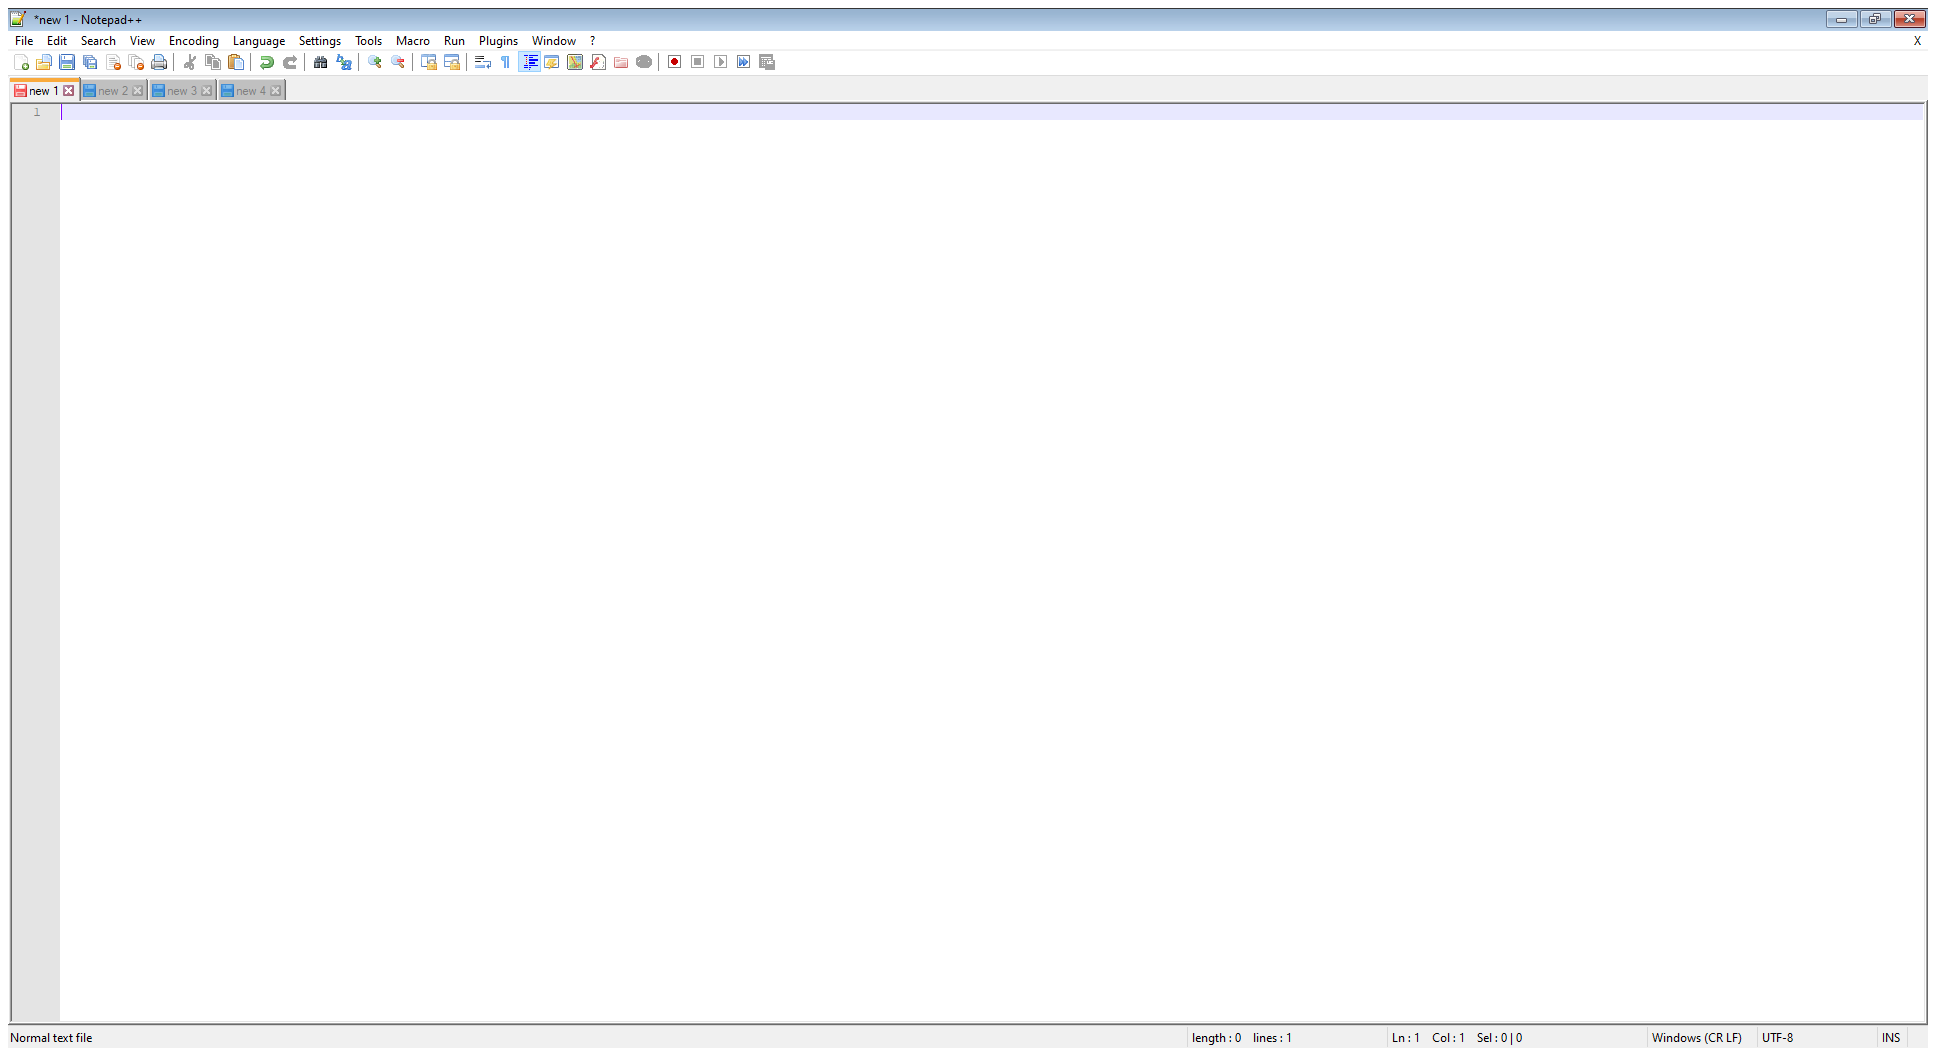 *new 1 - Notepad++
File Edit Search View Encoding Language Settings Tools Macro Run Plugins Window ? X
new 1 new 2 new 3 new 4
1
Normal text file length : 0 lines : 1 Ln : 1 Col : 1 Sel : 0 | 0 Windows (CR LF) UTF-8 INS